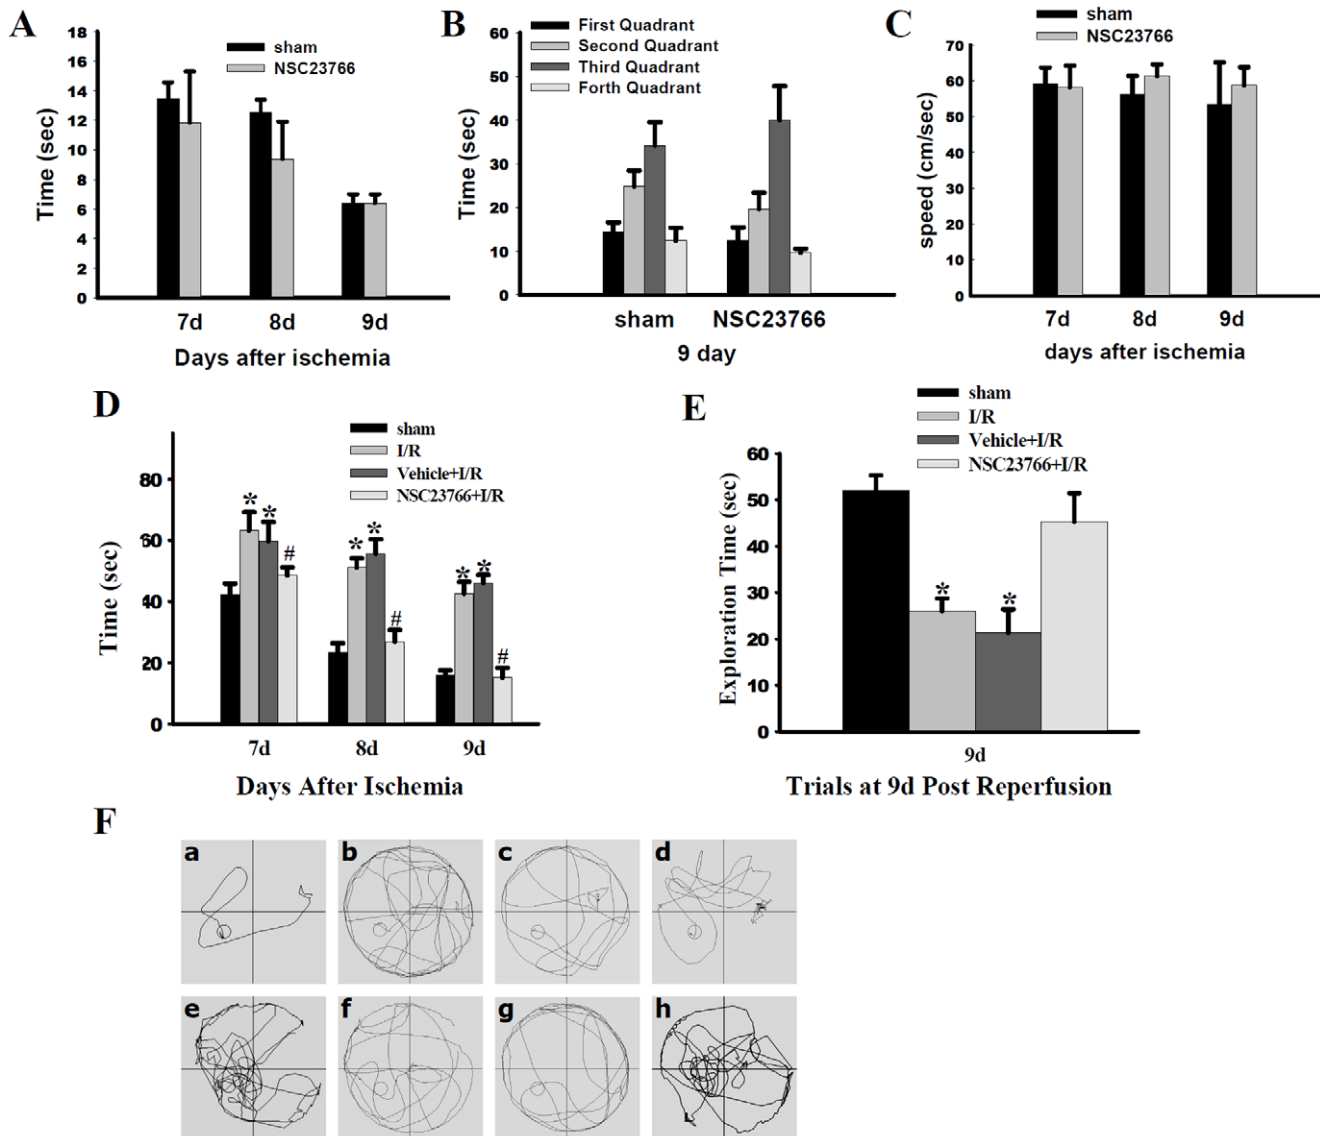 A
sham
NSC23766
Time (sec)
18
16
14
12
10
8
6
4
2
0
7d 8d 9d
Days after ischemia
B
First Quadrant
Second Quadrant
Third Quadrant
Forth Quadrant
Time (sec)
60
50
40
30
20
10
0
sham NSC23766
9 day
C
sham
NSC23766
speed (cm/sec)
70
60
50
40
30
20
10
0
7d 8d 9d
days after ischemia
D
sham
I/R
Vehicle+I/R
NSC23766+I/R
Time (sec)
80
60
40
20
0
* * #
* * #
* * #
7d 8d 9d
Days After Ischemia
E
sham
I/R
Vehicle+I/R
NSC23766+I/R
Exploration Time (sec)
60
50
40
30
20
10
0
* *
9d
Trials at 9d Post Reperfusion
F
a b c d
e f g h